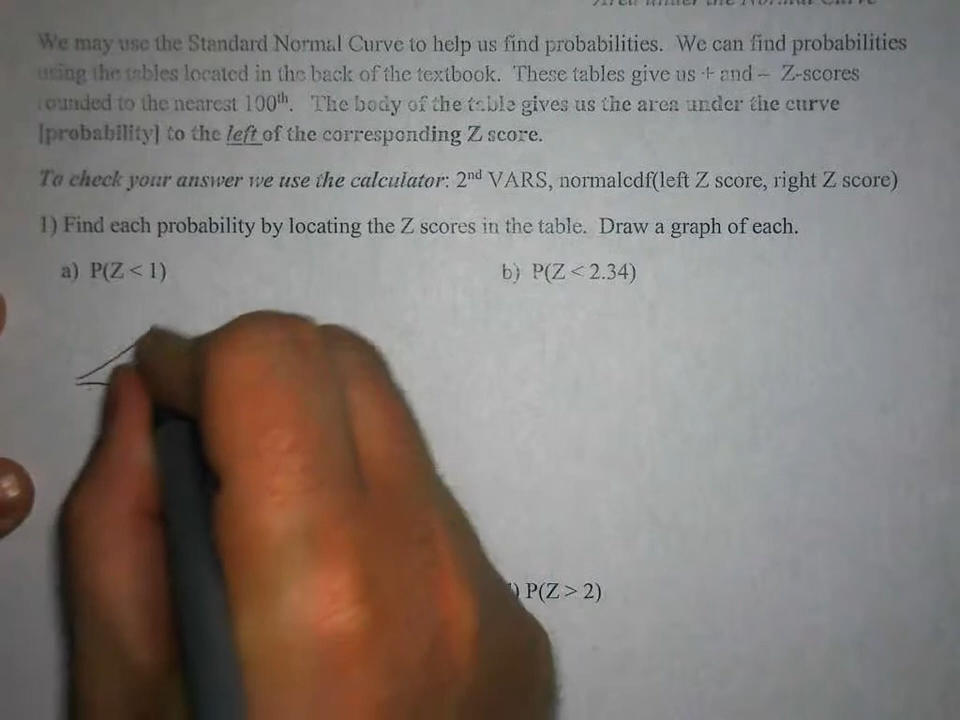 We may use the Standard Normal Curve to help us find probabilities. We can find probabilities
using the tables located in the back of the textbook. These tables give us + and – Z-scores
rounded to the nearest 100th. The body of the table gives us the area under the curve
[probability] to the left of the corresponding Z score.
To check your answer we use the calculator: 2nd VARS, normalcdf(left Z score, right Z score)
1) Find each probability by locating the Z scores in the table. Draw a graph of each.
a) P(Z < 1)
b) P(Z < 2.34)
) P(Z > 2)